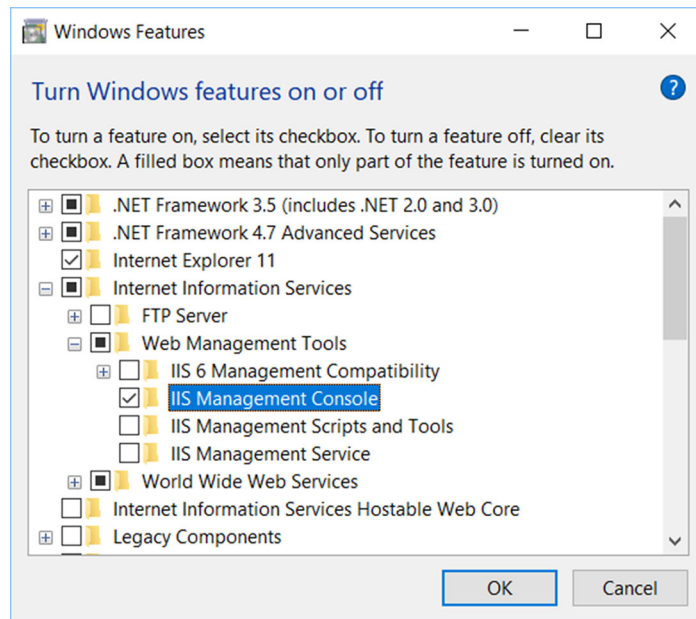 Windows Features
Turn Windows features on or off
?
To turn a feature on, select its checkbox. To turn a feature off, clear its
checkbox. A filled box means that only part of the feature is turned on.
.NET Framework 3.5 (includes .NET 2.0 and 3.0)
.NET Framework 4.7 Advanced Services
Internet Explorer 11
Internet Information Services
FTP Server
Web Management Tools
IIS 6 Management Compatibility
IIS Management Console
IIS Management Scripts and Tools
IIS Management Service
World Wide Web Services
Internet Information Services Hostable Web Core
Legacy Components
OK
Cancel